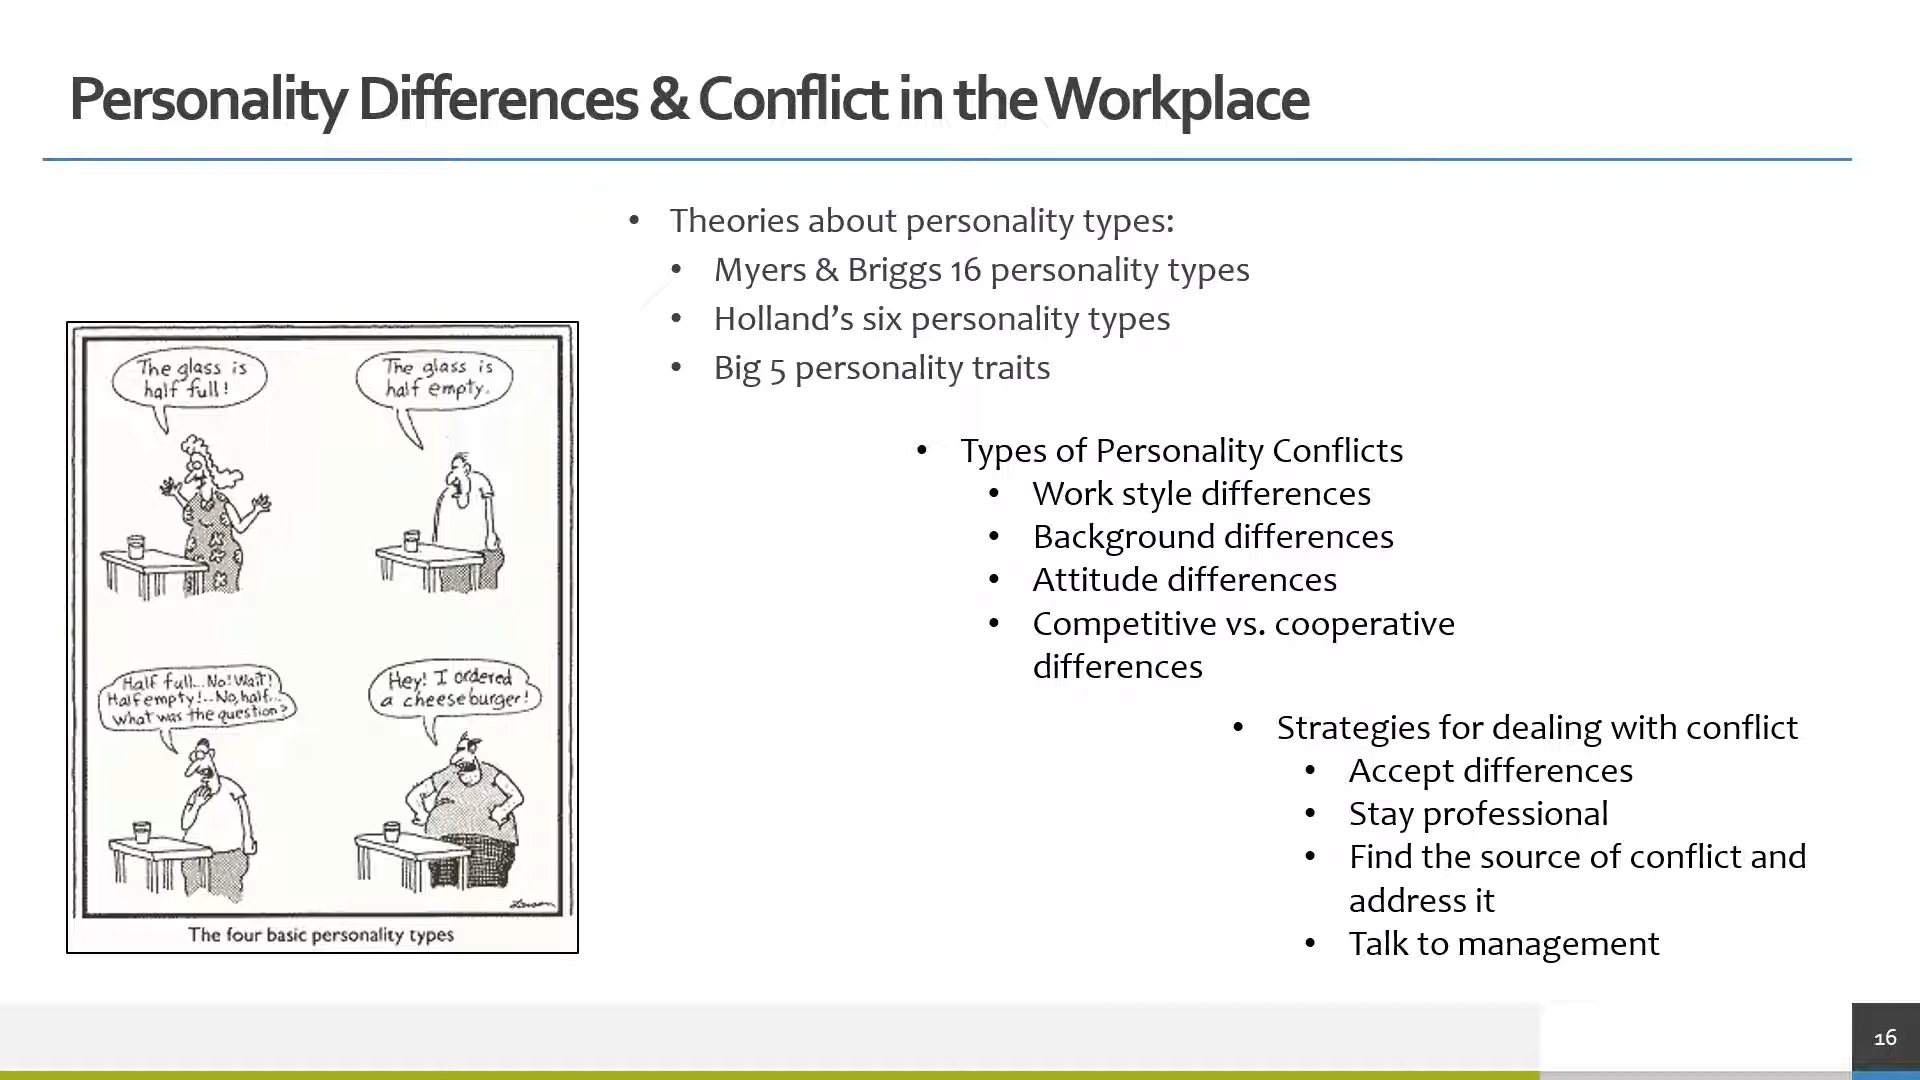 Personality Differences & Conflict in the Workplace
• Theories about personality types:
• Myers & Briggs 16 personality types
• Holland’s six personality types
• Big 5 personality traits
The glass is
half full!
The glass is
half empty.
Half full...No! Wait!
Half empty!...No, half...
What was the question?
Hey! I ordered
a cheeseburger!
Larson
The four basic personality types
• Types of Personality Conflicts
• Work style differences
• Background differences
• Attitude differences
• Competitive vs. cooperative
differences
• Strategies for dealing with conflict
• Accept differences
• Stay professional
• Find the source of conflict and
address it
• Talk to management
16